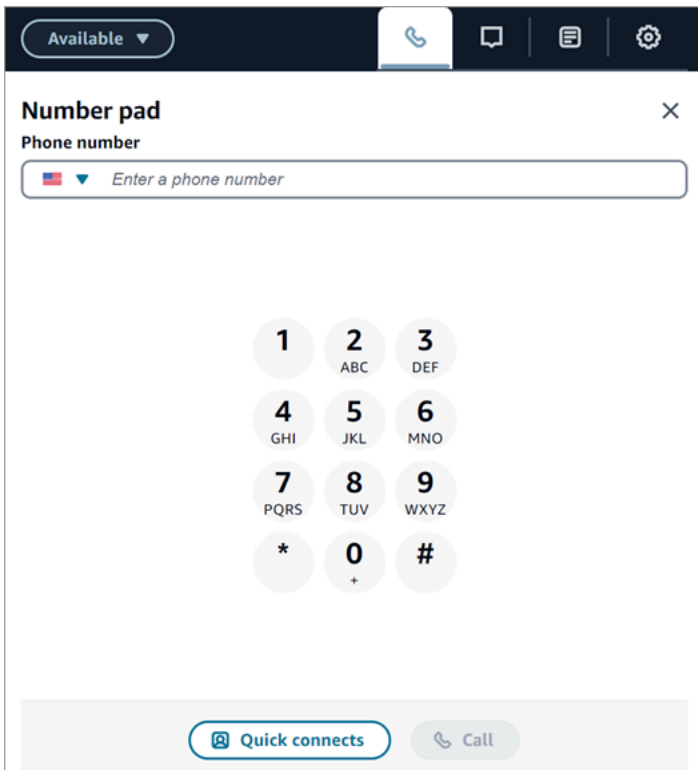 Available
Number pad
Phone number
Enter a phone number
1 2 3
ABC DEF
4 5 6
GHI JKL MNO
7 8 9
PQRS TUV WXYZ
* 0 #
+
Quick connects Call